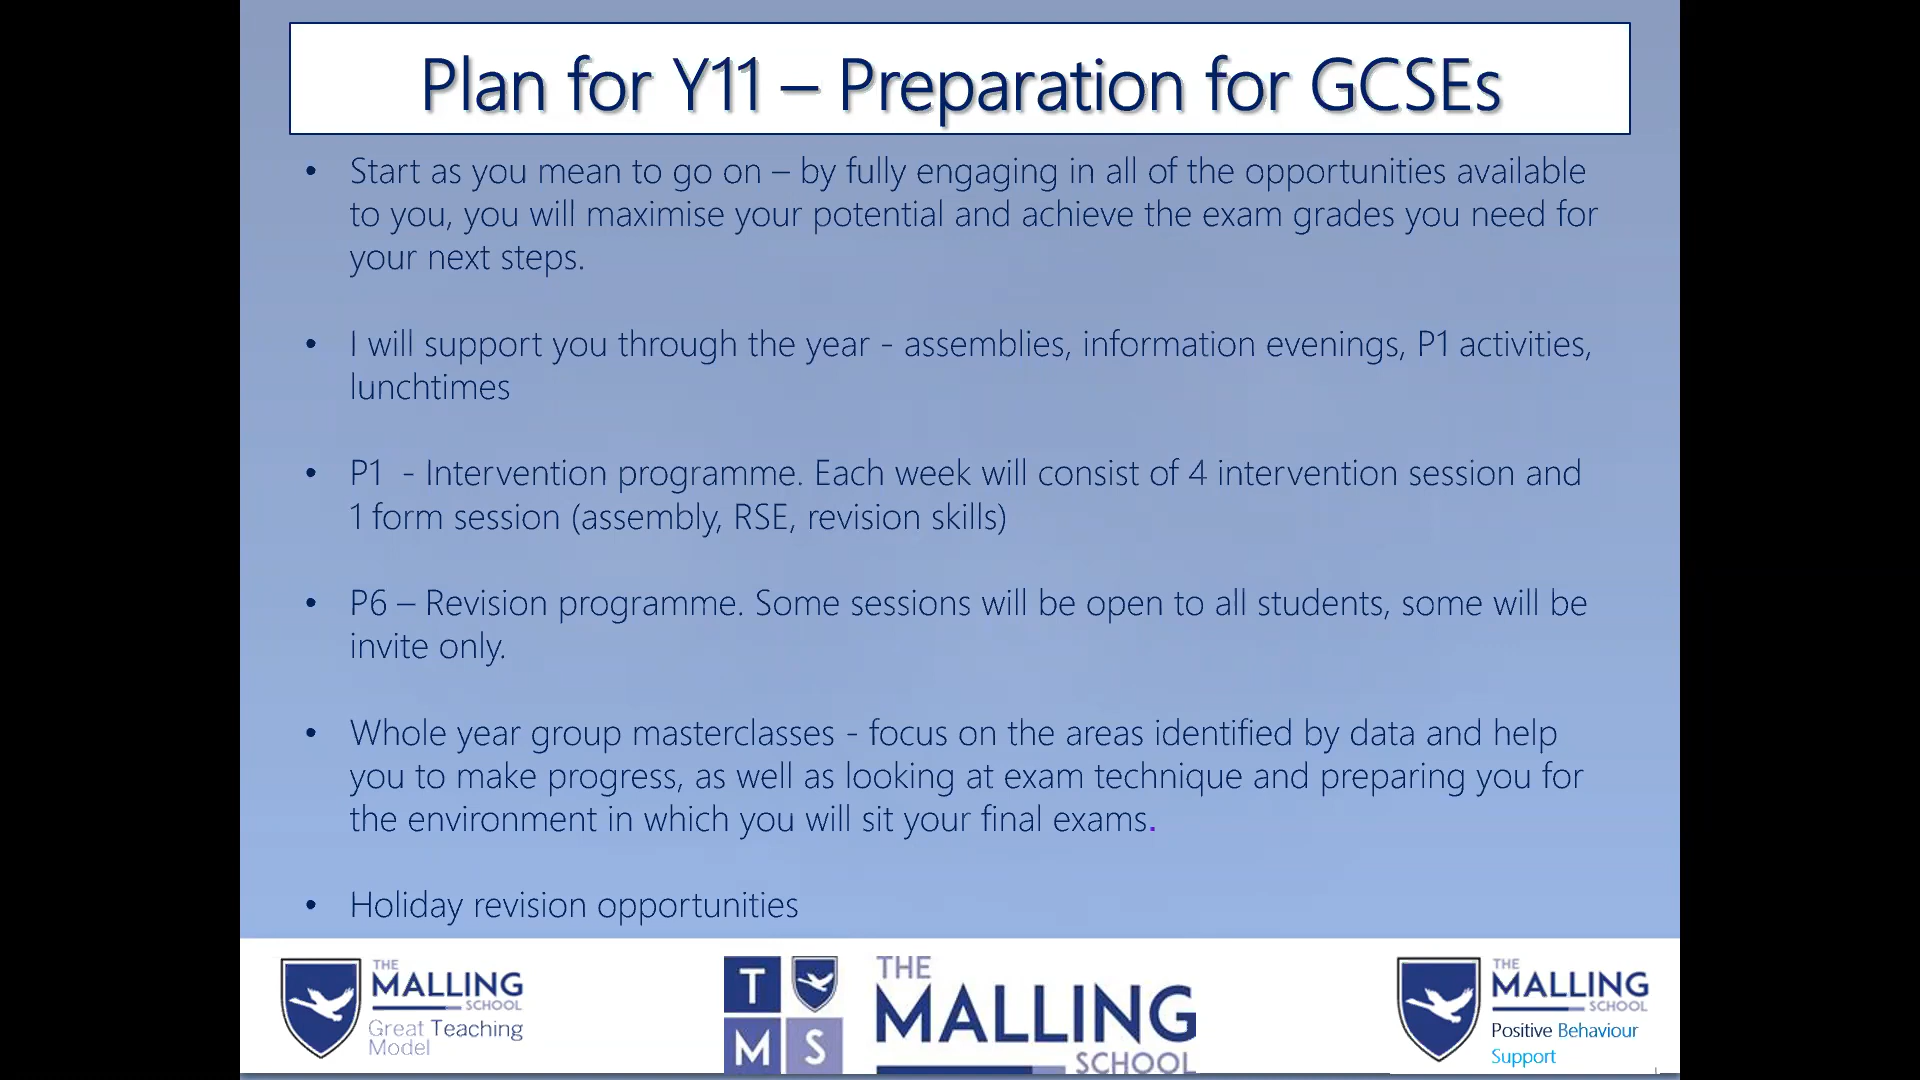 Plan for Y11 – Preparation for GCSEs
• Start as you mean to go on – by fully engaging in all of the opportunities available
to you, you will maximise your potential and achieve the exam grades you need for
your next steps.
• I will support you through the year - assemblies, information evenings, P1 activities,
lunchtimes
• P1 - Intervention programme. Each week will consist of 4 intervention session and
1 form session (assembly, RSE, revision skills)
• P6 – Revision programme. Some sessions will be open to all students, some will be
invite only.
• Whole year group masterclasses - focus on the areas identified by data and help
you to make progress, as well as looking at exam technique and preparing you for
the environment in which you will sit your final exams.
• Holiday revision opportunities
THE
MALLING
SCHOOL
Great Teaching
Model
T
M S
THE
MALLING
SCHOOL
THE
MALLING
SCHOOL
Positive Behaviour
Support